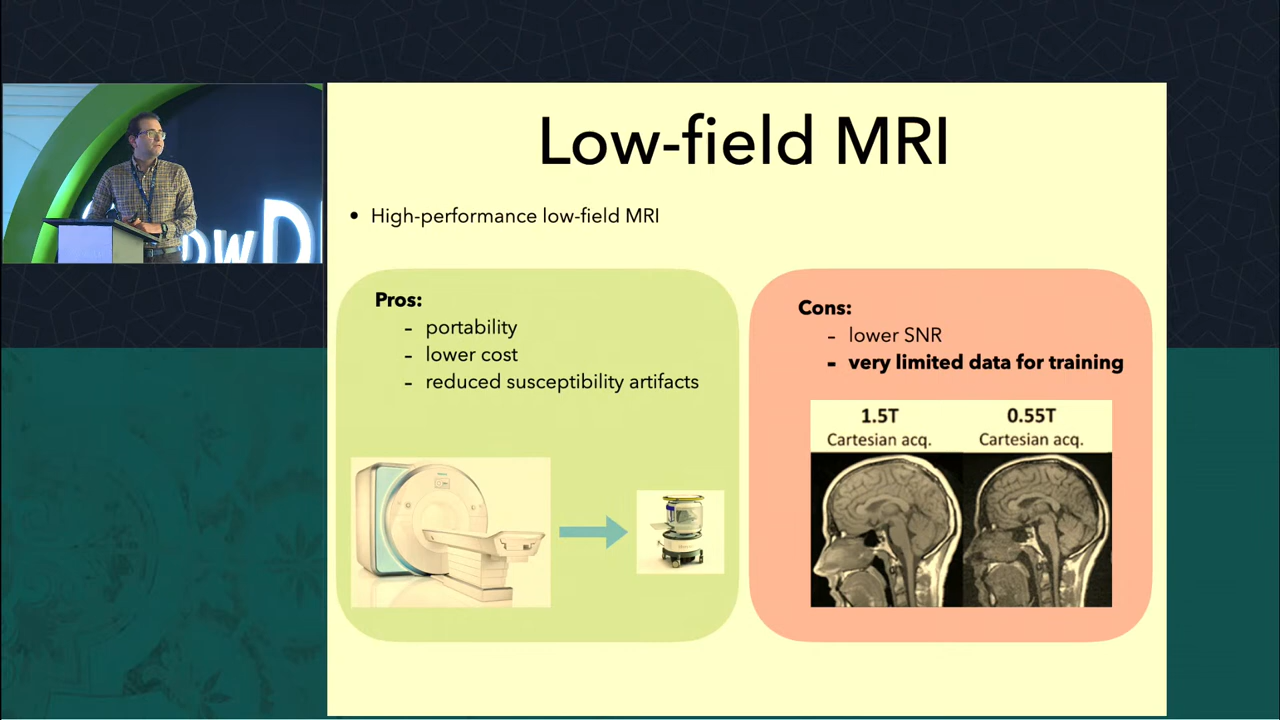 Low-field MRI
• High-performance low-field MRI
Pros:
- portability
- lower cost
- reduced susceptibility artifacts
Cons:
- lower SNR
- very limited data for training
1.5T
Cartesian acq.
0.55T
Cartesian acq.